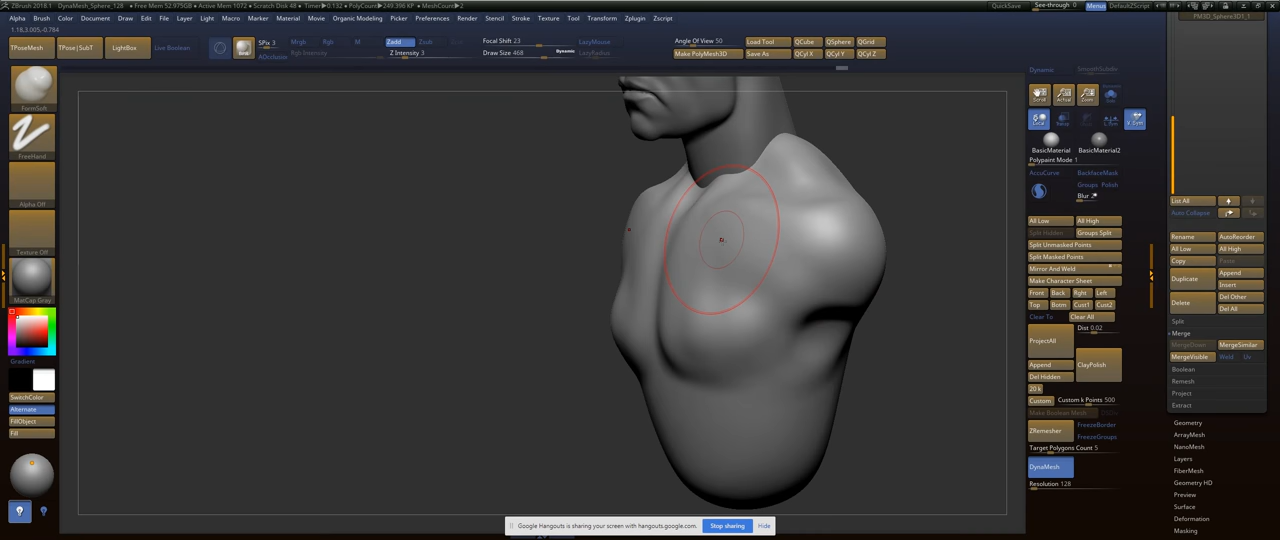 ZBrush 2018.1 DynaMesh_Sphere_128 • Free Mem 52.975GB • Active Mem 1072 • Scratch Disk 48 • Timer▶0.132 • PolyCount▶249.396 KP • MeshCount▶2
QuickSave See-through 0 Menus DefaultZScript
Alpha Brush Color Document Draw Edit File Layer Light Macro Marker Material Movie Organic Modeling Picker Preferences Render Stencil Stroke Texture Tool Transform Zplugin Zscript
PM3D_Sphere3D1_1
1.18,3.005,-0.784
TPoseMesh
TPose|SubT
LightBox
Live Boolean
SPix 3
AOcclusion
Mrgb Rgb M
Rgb Intensity
Zadd Zsub
Z Intensity 3
Focal Shift 23
Draw Size 468 Dynamic
LazyMouse
LazyRadius
Angle Of View 50
Make PolyMesh3D
Load Tool QCube QSphere QGrid
Save As QCyl X QCyl Y QCyl Z
FormSoft
FreeHand
Alpha Off
Texture Off
MatCap Gray
Gradient
SwitchColor
Alternate
FillObject
Fill
Dynamic SmoothSubdiv
Scroll Actual Zoom
Local
BasicMaterial BasicMaterial2
Polypaint Mode 1
AccuCurve BackfaceMask
Groups Polish
Blur 2
All Low All High
Split Hidden Groups Split
Split Unmasked Points
Split Masked Points
Mirror And Weld
Make Character Sheet
Front Back Rght Left
Top Botm Cust1 Cust2
Clear To Clear All
Dist 0.02
ProjectAll
Append
ClayPolish
Del Hidden
20 k
Custom Custom k Points 500
Make Boolean Mesh
ZRemesher
FreezeBorder
FreezeGroups
Target Polygons Count 5
DynaMesh
Resolution 128
List All
Auto Collapse
Rename AutoReorder
All Low All High
Copy Paste
Duplicate
Append
Insert
Delete
Del Other
Del All
Split
Merge
MergeDown MergeSimilar
MergeVisible Weld Uv
Boolean
Remesh
Project
Extract
Geometry
ArrayMesh
NanoMesh
Layers
FiberMesh
Geometry HD
Preview
Surface
Deformation
Masking
Google Hangouts is sharing your screen with hangouts.google.com.
Stop sharing
Hide